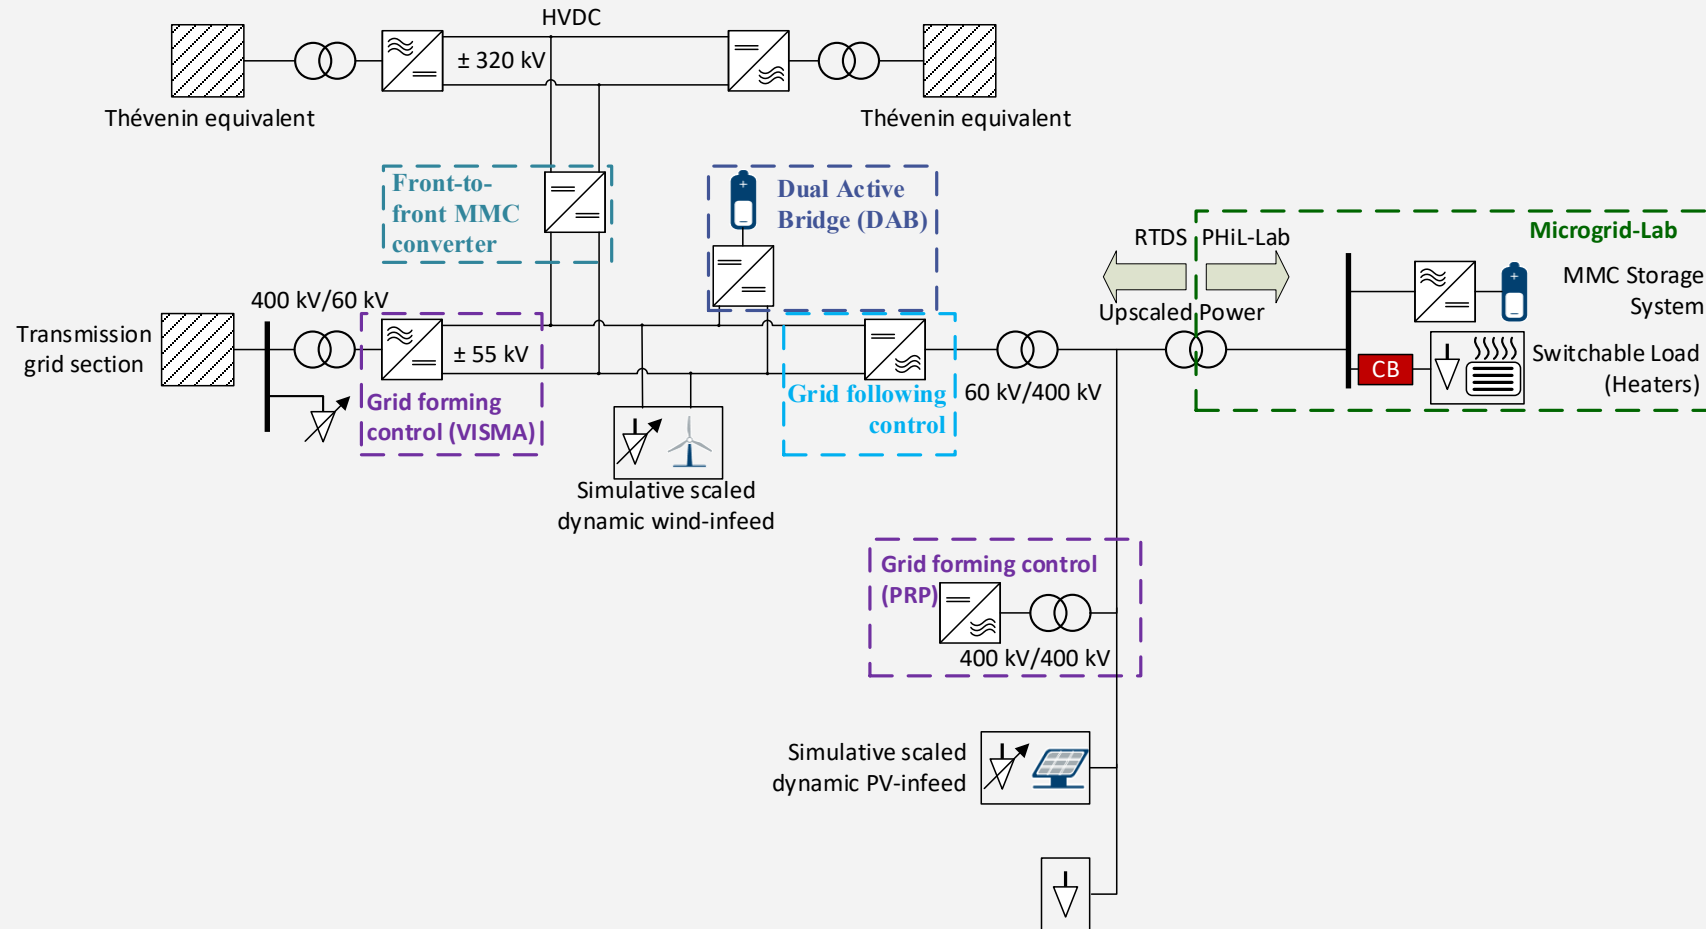 HVDC
± 320 kV
Thévenin equivalent
Thévenin equivalent
Front-to-
front MMC
converter
Dual Active
Bridge (DAB)
RTDS
PHiL-Lab
Microgrid-Lab
MMC Storage
System
400 kV/60 kV
Upscaled Power
Transmission
grid section
± 55 kV
CB
Switchable Load
(Heaters)
Grid forming
control (VISMA)
Grid following
control
60 kV/400 kV
Simulative scaled
dynamic wind-infeed
Grid forming control
(PRP)
400 kV/400 kV
Simulative scaled
dynamic PV-infeed